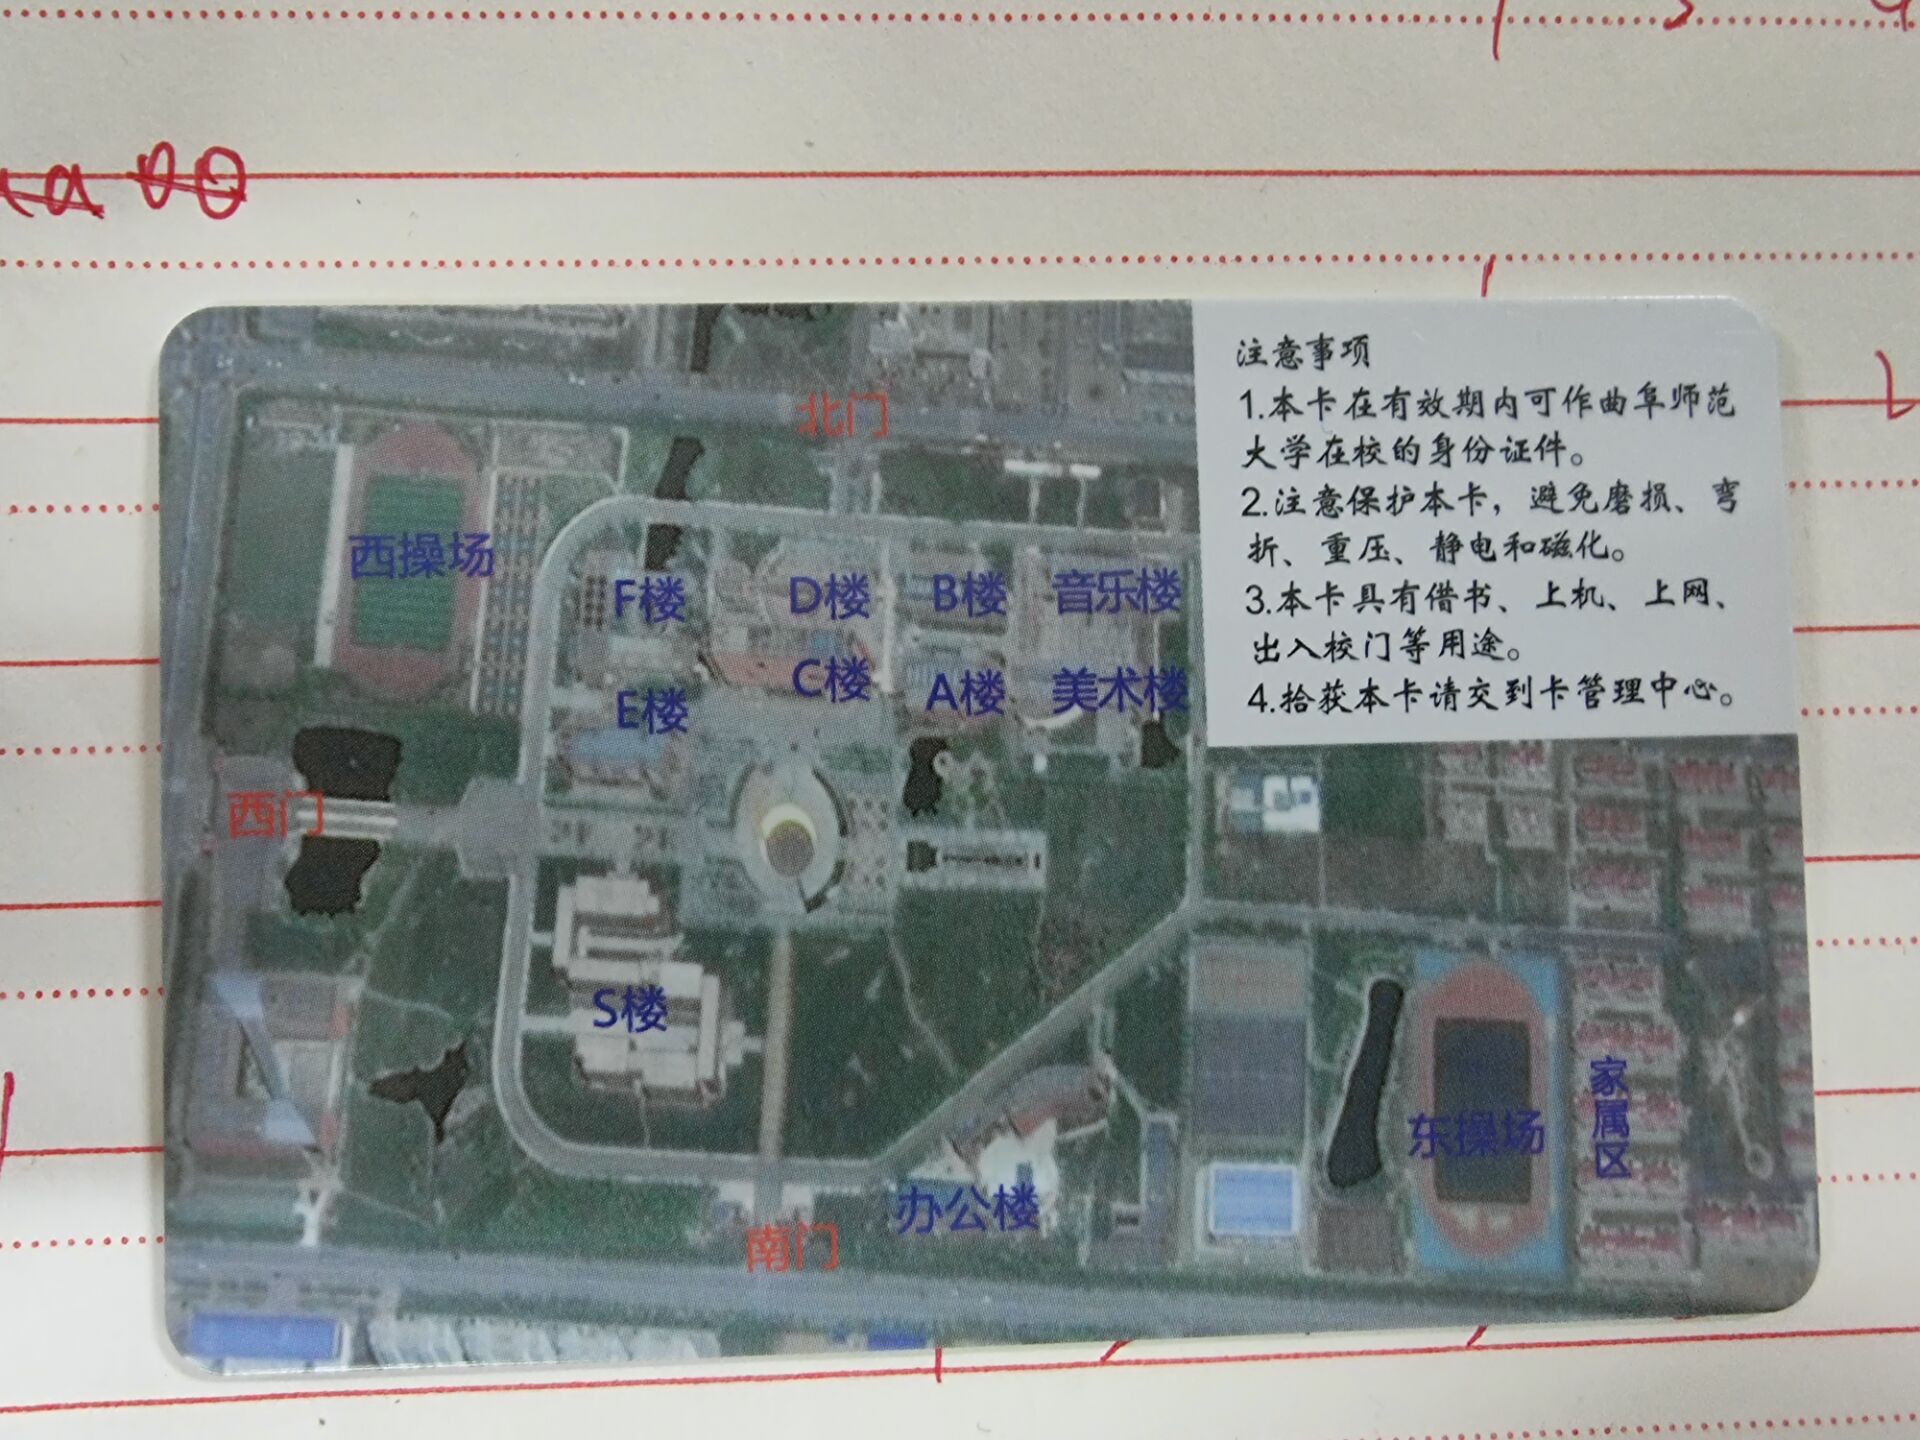 注意事项
1.本卡在有效期内可作曲阜师范
大学在校的身份证件。
2.注意保护本卡，避免磨损、弯
折、重压、静电和磁化。
3.本卡具有借书、上机、上网、
出入校门等用途。
4.拾获本卡请交到卡管理中心。
北门
西操场
F楼 D楼 B楼 音乐楼
E楼 C楼 A楼 美术楼
西门
S楼
东操场
家属区
办公楼
南门